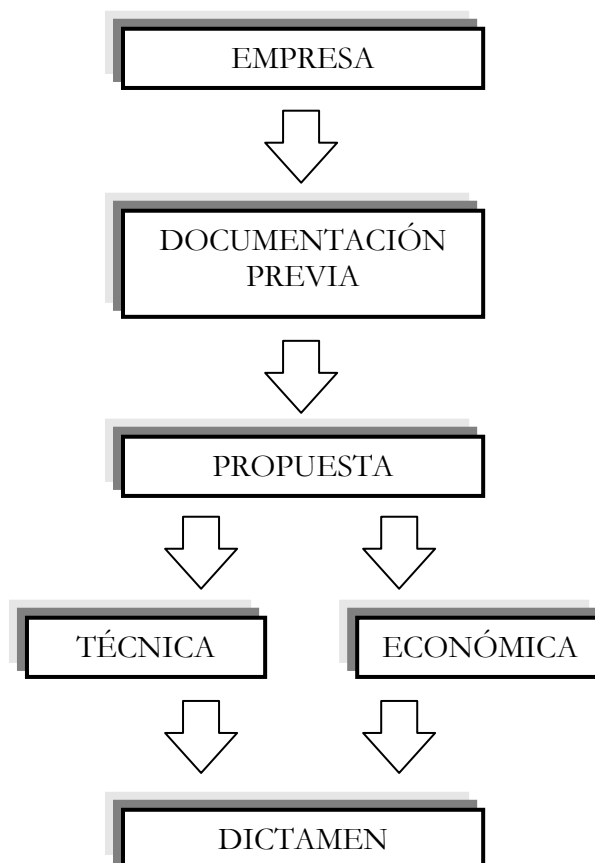 EMPRESA
DOCUMENTACIÓN
PREVIA
PROPUESTA
TÉCNICA
ECONÓMICA
DICTAMEN